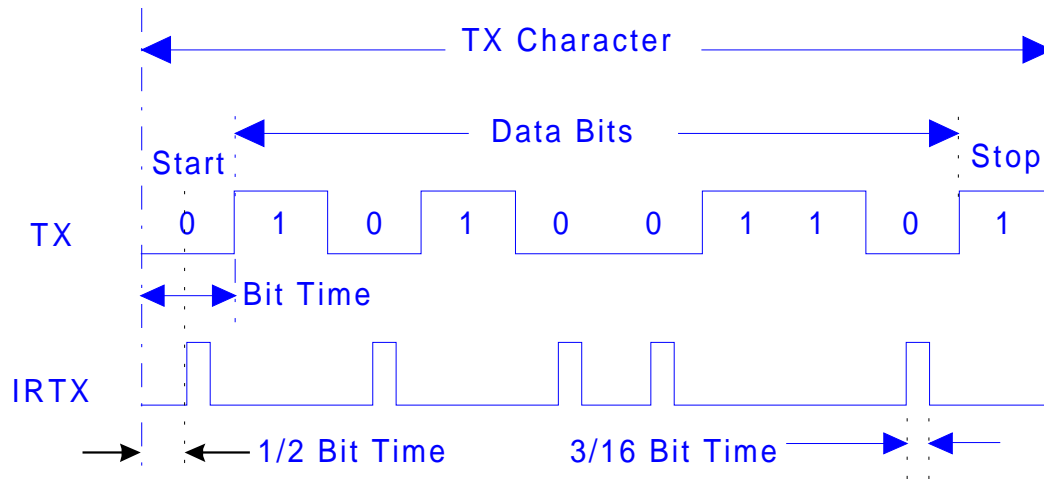 TX Character
Data Bits
Start
Stop
TX
0 1 0 1 0 0 1 1 0 1
Bit Time
IRTX
1/2 Bit Time
3/16 Bit Time